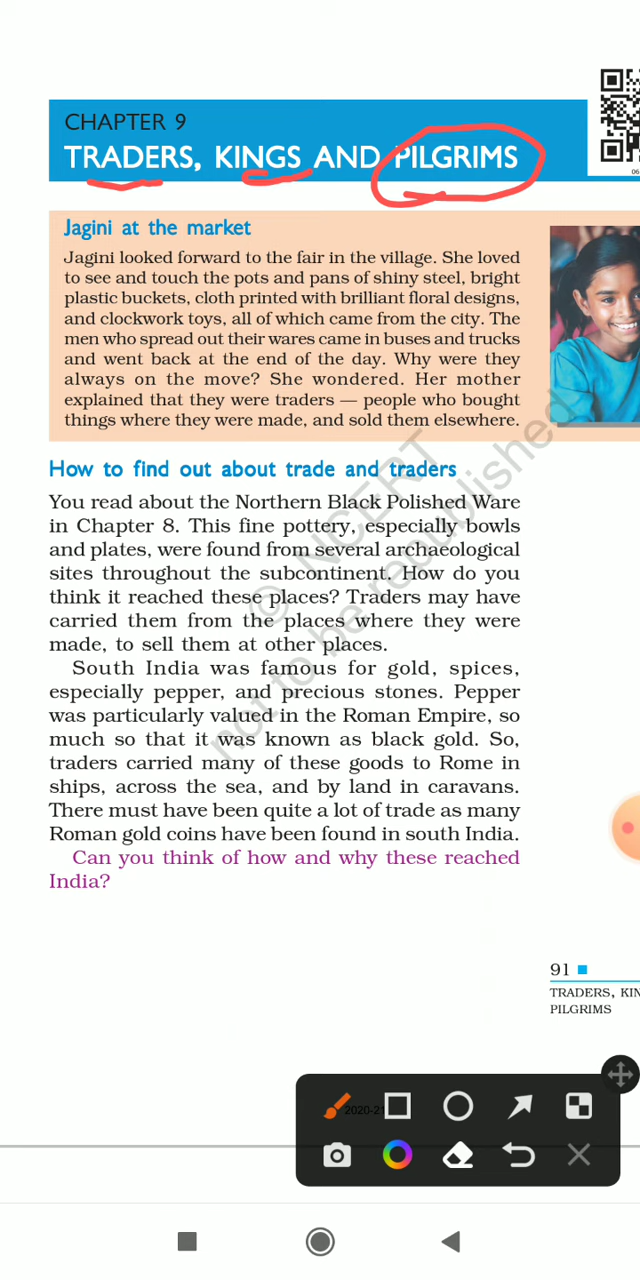 CHAPTER 9
TRADERS, KINGS AND PILGRIMS
06
Jagini at the market
Jagini looked forward to the fair in the village. She loved
to see and touch the pots and pans of shiny steel, bright
plastic buckets, cloth printed with brilliant floral designs,
and clockwork toys, all of which came from the city. The
men who spread out their wares came in buses and trucks
and went back at the end of the day. Why were they
always on the move? She wondered. Her mother
explained that they were traders — people who bought
things where they were made, and sold them elsewhere.
How to find out about trade and traders
You read about the Northern Black Polished Ware
in Chapter 8. This fine pottery, especially bowls
and plates, were found from several archaeological
sites throughout the subcontinent. How do you
think it reached these places? Traders may have
carried them from the places where they were
made, to sell them at other places.
South India was famous for gold, spices,
especially pepper, and precious stones. Pepper
was particularly valued in the Roman Empire, so
much so that it was known as black gold. So,
traders carried many of these goods to Rome in
ships, across the sea, and by land in caravans.
There must have been quite a lot of trade as many
Roman gold coins have been found in south India.
Can you think of how and why these reached
India?
© NCERT
not to be republished
91
TRADERS, KIN
PILGRIMS
2020-21